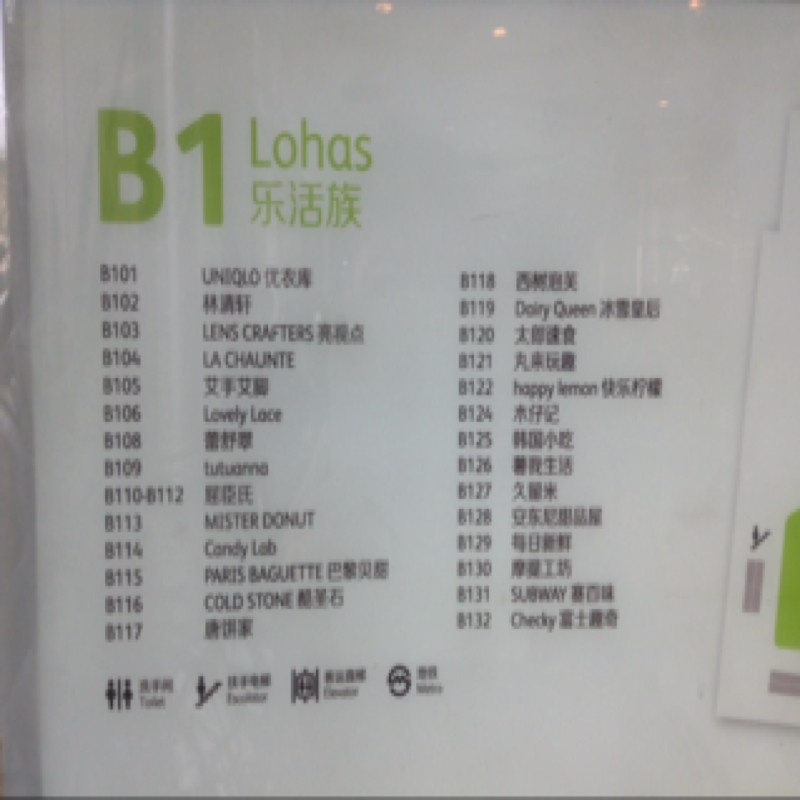 B1
Lohas
乐活族
B101 UNIQLO 优衣库
B102 林清轩
B103 LENS CRAFTERS 亮视点
B104 LA CHAUNTE
B105 艾手艾脚
B106 Lovely Lace
B108 蕾舒翠
B109 tutuanna
B110-B112 屈臣氏
B113 MISTER DONUT
B114 Candy Lab
B115 PARIS BAGUETTE 巴黎贝甜
B116 COLD STONE 酷圣石
B117 唐饼家
B118 西树泡芙
B119 Dairy Queen 冰雪皇后
B120 太郎速食
B121 丸来玩趣
B122 happy lemon 快乐柠檬
B124 木仔记
B125 韩国小吃
B126 薯我生活
B127 久留米
B128 安东尼甜品屋
B129 每日新鲜
B130 摩提工坊
B131 SUBWAY 赛百味
B132 Checky 富士趣奇
洗手间
Toilet
扶手电梯
Escalator
客运直梯
Elevator
地铁
Metro